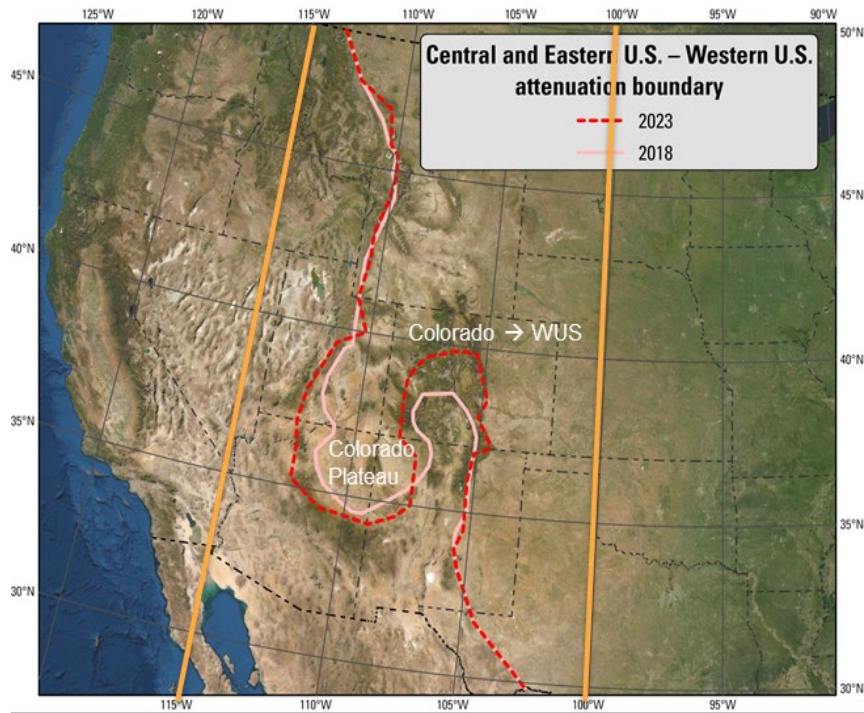 125°W 120°W 115°W 110°W 105°W 100°W 95°W 90°W
50°N
45°N
Central and Eastern U.S. – Western U.S.
attenuation boundary
2023
2018
45°N
40°N
Colorado → WUS
40°N
35°N
Colorado
Plateau
35°N
30°N
30°N
115°W 110°W 105°W 100°W 95°W